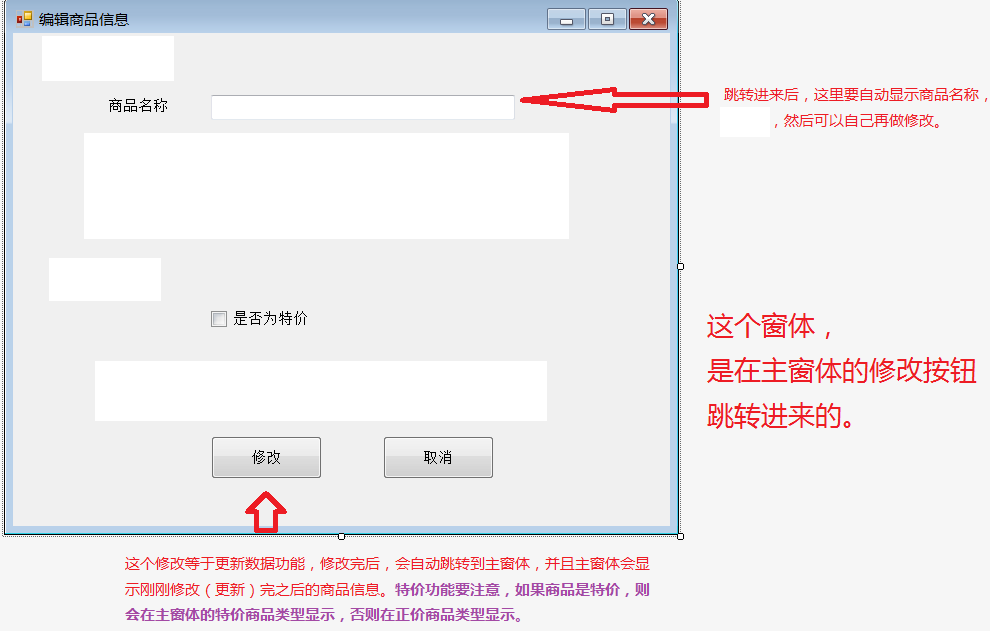 编辑商品信息
商品名称
跳转进来后，这里要自动显示商品名称，
，然后可以自己再做修改。
是否为特价
这个窗体，
是在主窗体的修改按钮
跳转进来的。
修改
取消
这个修改等于更新数据功能，修改完后，会自动跳转到主窗体，并且主窗体会显
示刚刚修改（更新）完之后的商品信息。特价功能要注意，如果商品是特价，则
会在主窗体的特价商品类型显示，否则在正价商品类型显示。